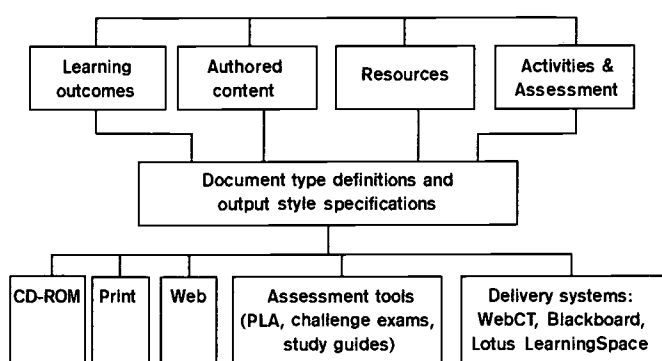 Learning
outcomes
Authored
content
Resources
Activities &
Assessment
Document type definitions and
output style specifications
CD-ROM
Print
Web
Assessment tools
(PLA, challenge exams,
study guides)
Delivery systems:
WebCT, Blackboard,
Lotus LearningSpace